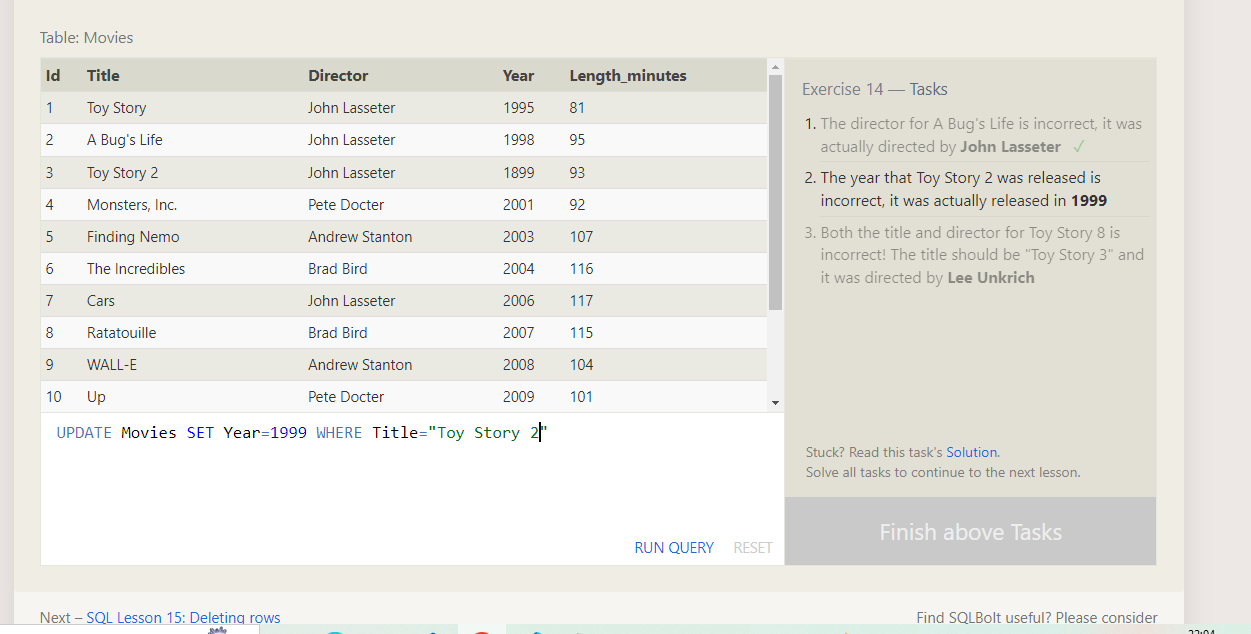 Table: Movies
Id Title Director Year Length_minutes
1 Toy Story John Lasseter 1995 81
2 A Bug's Life John Lasseter 1998 95
3 Toy Story 2 John Lasseter 1899 93
4 Monsters, Inc. Pete Docter 2001 92
5 Finding Nemo Andrew Stanton 2003 107
6 The Incredibles Brad Bird 2004 116
7 Cars John Lasseter 2006 117
8 Ratatouille Brad Bird 2007 115
9 WALL-E Andrew Stanton 2008 104
10 Up Pete Docter 2009 101
UPDATE Movies SET Year=1999 WHERE Title="Toy Story 2"
RUN QUERY RESET
Exercise 14 — Tasks
1. The director for A Bug's Life is incorrect, it was
actually directed by John Lasseter ✓
2. The year that Toy Story 2 was released is
incorrect, it was actually released in 1999
3. Both the title and director for Toy Story 8 is
incorrect! The title should be "Toy Story 3" and
it was directed by Lee Unkrich
Stuck? Read this task's Solution.
Solve all tasks to continue to the next lesson.
Finish above Tasks
Next – SQL Lesson 15: Deleting rows
Find SQLBolt useful? Please consider